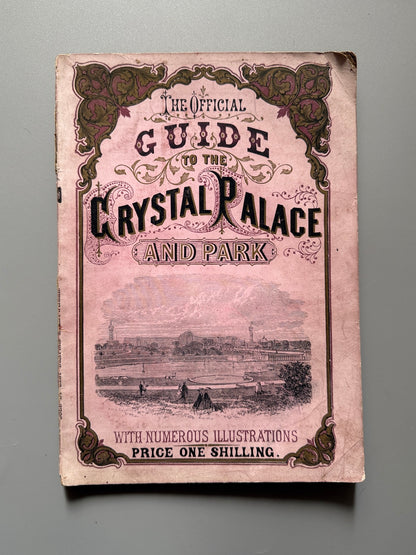 THE OFFICIAL
GUIDE
TO THE
CRYSTAL PALACE
AND PARK
WITH NUMEROUS ILLUSTRATIONS
PRICE ONE SHILLING.